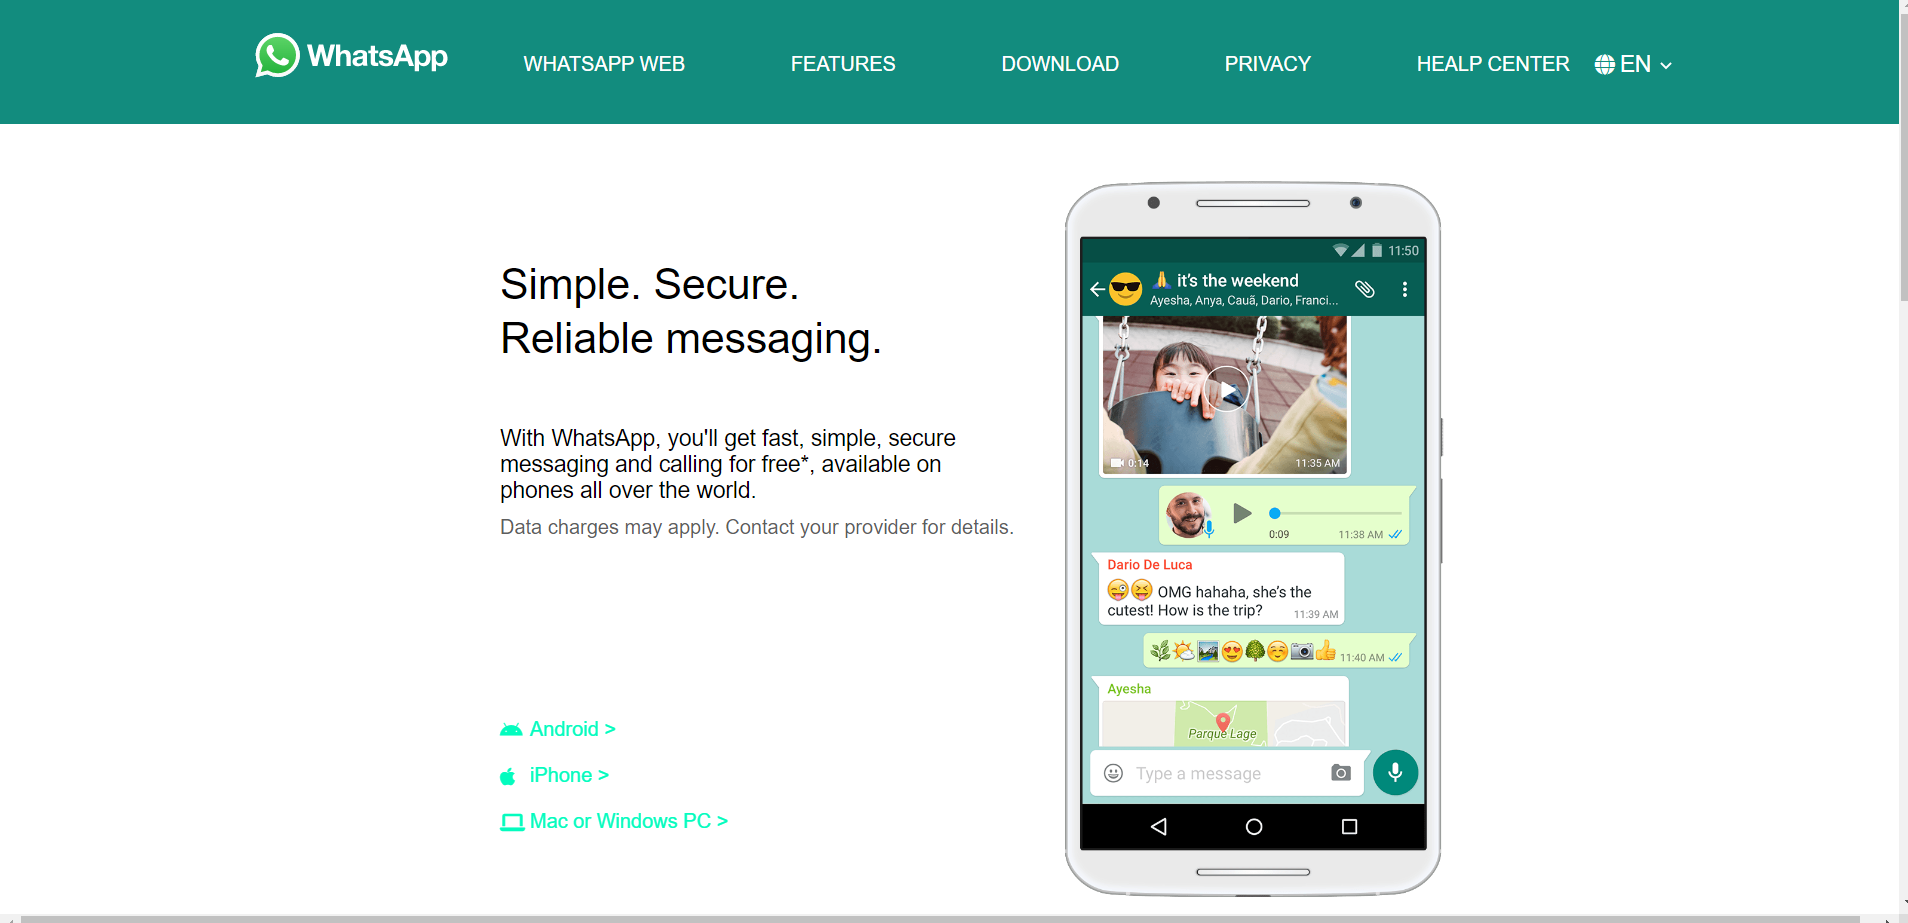 WhatsApp
WHATSAPP WEB
FEATURES
DOWNLOAD
PRIVACY
HEALP CENTER
EN
Simple. Secure.
Reliable messaging.
With WhatsApp, you'll get fast, simple, secure
messaging and calling for free*, available on
phones all over the world.
Data charges may apply. Contact your provider for details.
Android >
iPhone >
Mac or Windows PC >
11:50
🙏 it's the weekend
Ayesha, Anya, Cauã, Dario, Franci...
0:14 11:35 AM
0:09 11:38 AM
Dario De Luca
😜😝 OMG hahaha, she's the
cutest! How is the trip? 11:39 AM
🌿🌤🏞😍🌳☺📷👍 11:40 AM
Ayesha
Parque Lage
Type a message